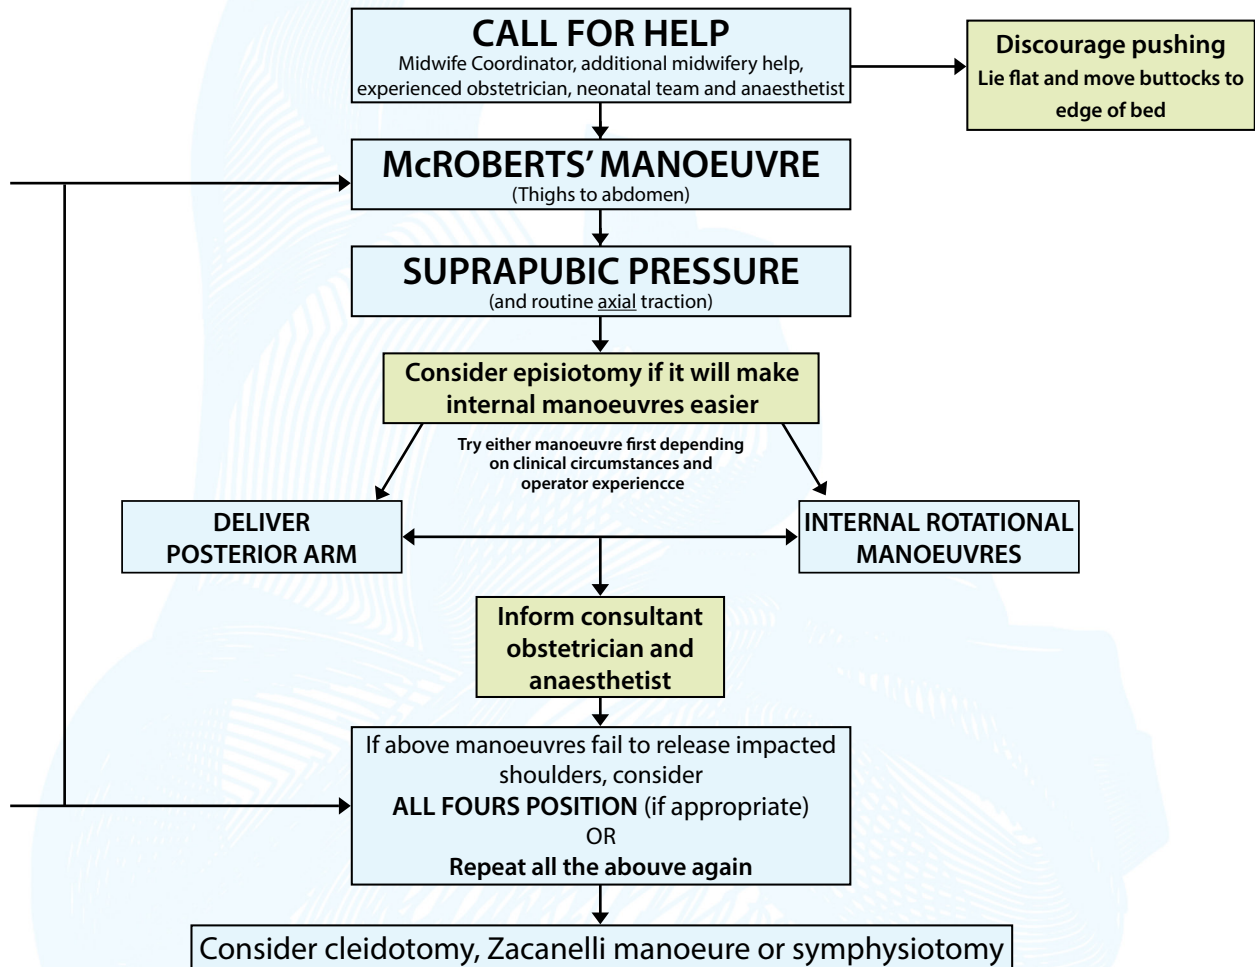 CALL FOR HELP
Midwife Coordinator, additional midwifery help,
experienced obstetrician, neonatal team and anaesthetist
Discourage pushing
Lie flat and move buttocks to
edge of bed
McROBERTS’ MANOEUVRE
(Thighs to abdomen)
SUPRAPUBIC PRESSURE
(and routine axial traction)
Consider episiotomy if it will make
internal manoeuvres easier
Try either manoeuvre first depending
on clinical circumstances and
operator experiencce
DELIVER
POSTERIOR ARM
INTERNAL ROTATIONAL
MANOEUVRES
Inform consultant
obstetrician and
anaesthetist
If above manoeuvres fail to release impacted
shoulders, consider
ALL FOURS POSITION (if appropriate)
OR
Repeat all the abouve again
Consider cleidotomy, Zacanelli manoeure or symphysiotomy